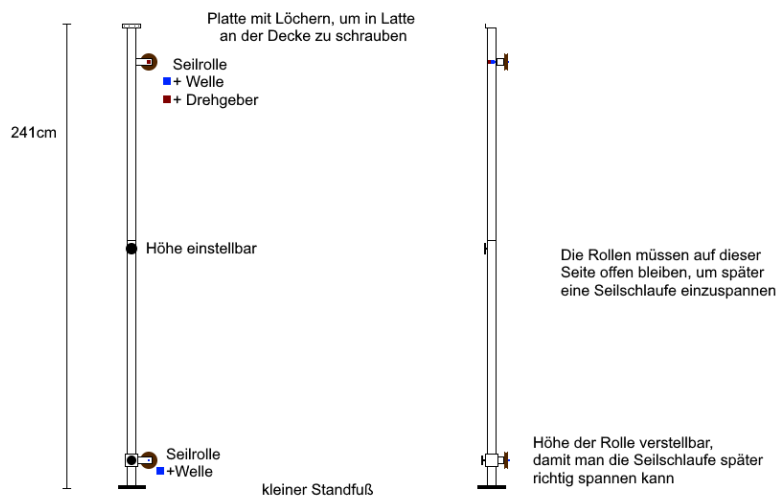 Platte mit Löchern, um in Latte
an der Decke zu schrauben
Seilrolle
+ Welle
+ Drehgeber
241cm
Höhe einstellbar
Die Rollen müssen auf dieser
Seite offen bleiben, um später
eine Seilschlaufe einzuspannen
Seilrolle
+Welle
Höhe der Rolle verstellbar,
damit man die Seilschlaufe später
richtig spannen kann
kleiner Standfuß